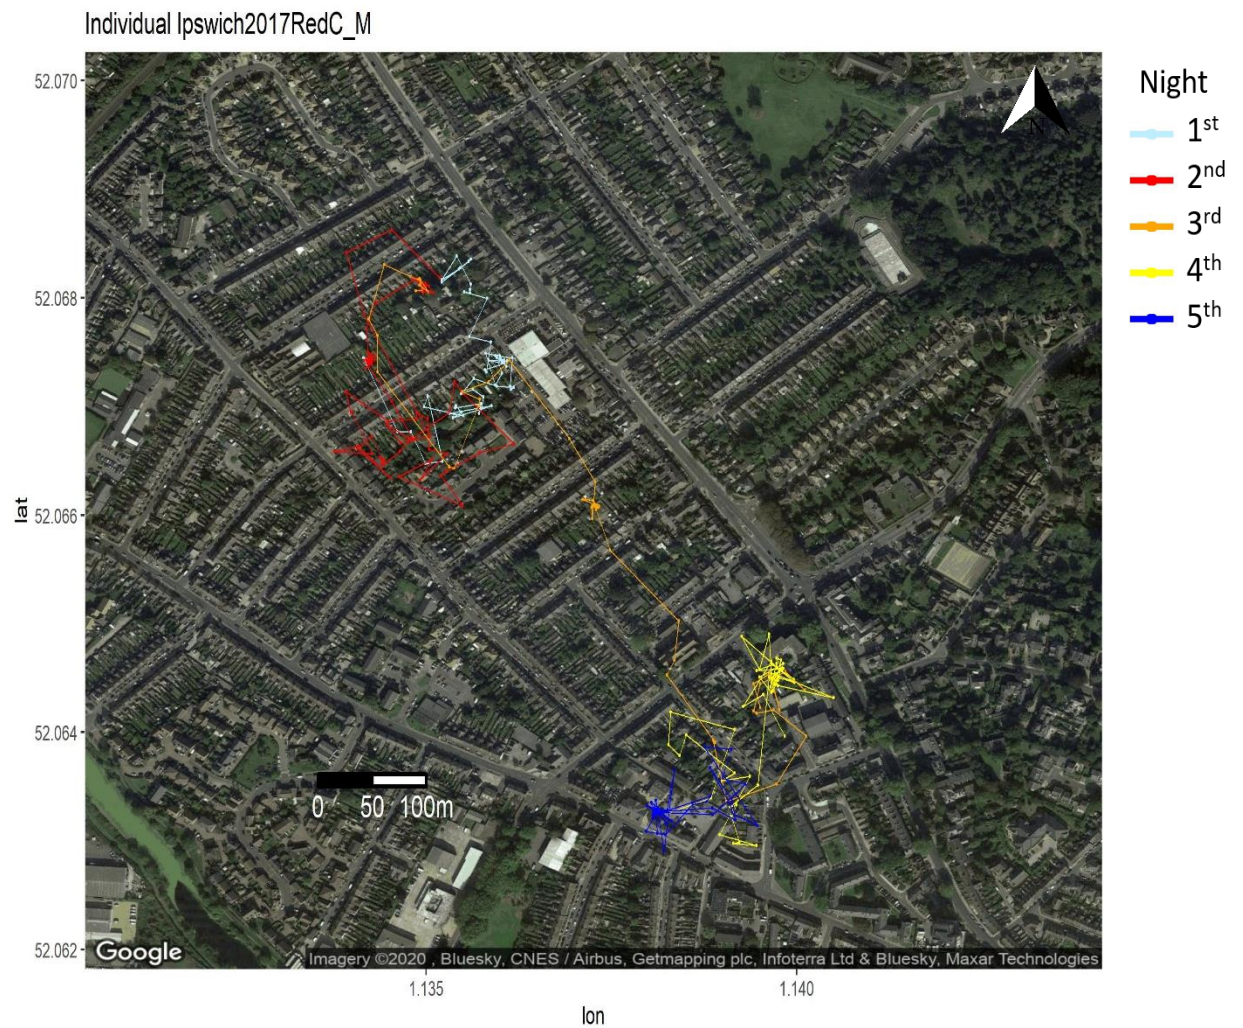 Individual Ipswich2017RedC_M
52.070
52.068
52.066
52.064
52.062
lat
N
0 50 100m
Google
Imagery ©2020 , Bluesky, CNES / Airbus, Getmapping plc, Infoterra Ltd & Bluesky, Maxar Technologies
1.135 1.140
lon
Night
1st
2nd
3rd
4th
5th